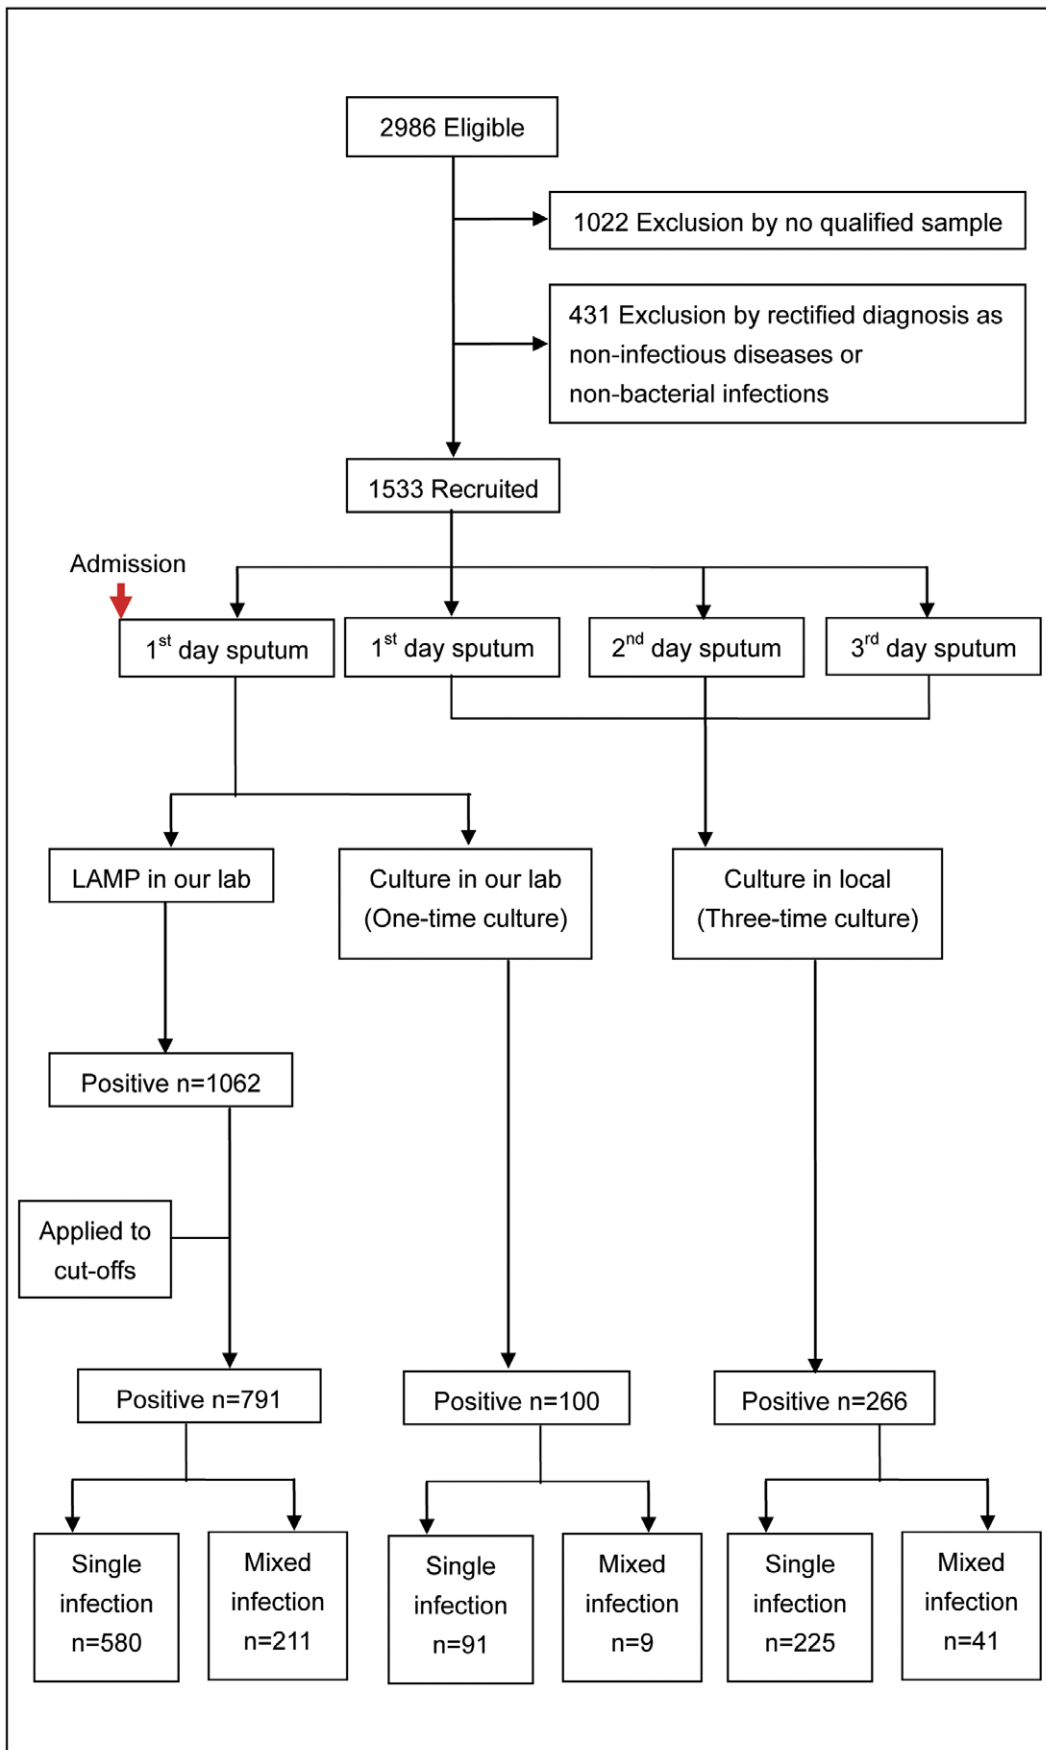 2986 Eligible
1022 Exclusion by no qualified sample
431 Exclusion by rectified diagnosis as
non-infectious diseases or
non-bacterial infections
1533 Recruited
Admission
1st day sputum
1st day sputum
2nd day sputum
3rd day sputum
LAMP in our lab
Culture in our lab
(One-time culture)
Culture in local
(Three-time culture)
Positive n=1062
Applied to
cut-offs
Positive n=791
Positive n=100
Positive n=266
Single
infection
n=580
Mixed
infection
n=211
Single
infection
n=91
Mixed
infection
n=9
Single
infection
n=225
Mixed
infection
n=41